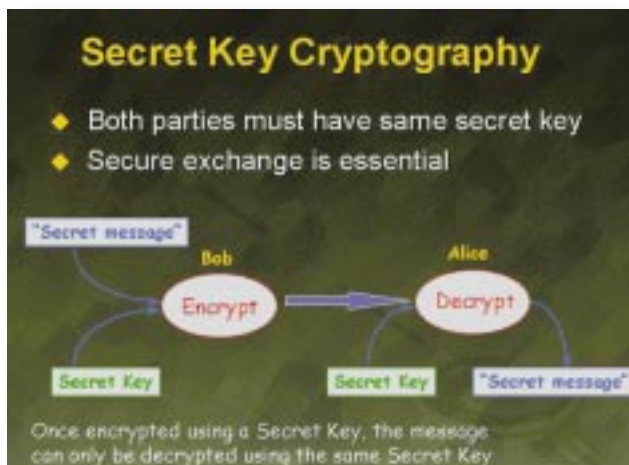 Secret Key Cryptography
Both parties must have same secret key
Secure exchange is essential
"Secret message"
Bob
Alice
Encrypt
Decrypt
Secret Key
Secret Key
"Secret message"
Once encrypted using a Secret Key, the message
can only be decrypted using the same Secret Key